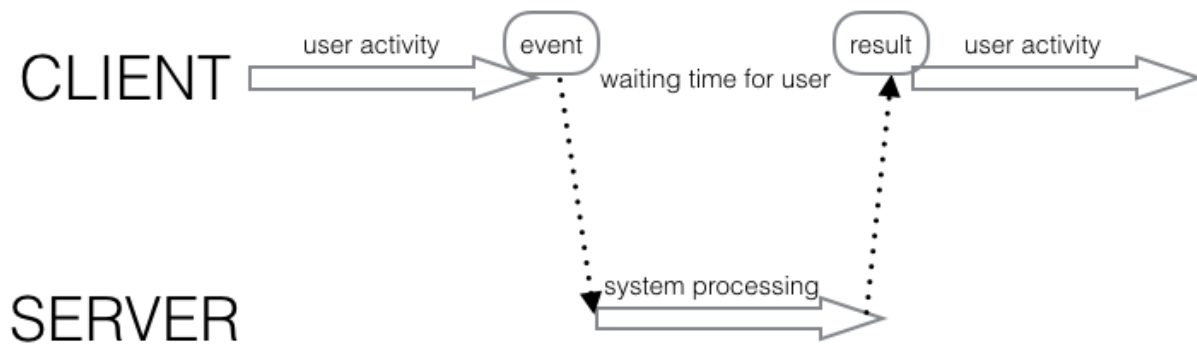 user activity
event
result
user activity
CLIENT
waiting time for user
system processing
SERVER